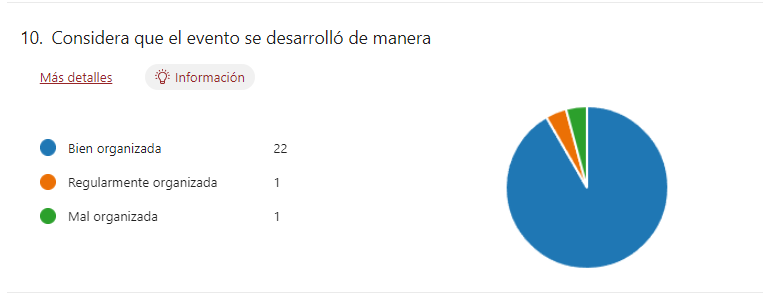 10. Considera que el evento se desarrolló de manera
Más detalles Información
Bien organizada 22
Regularmente organizada 1
Mal organizada 1